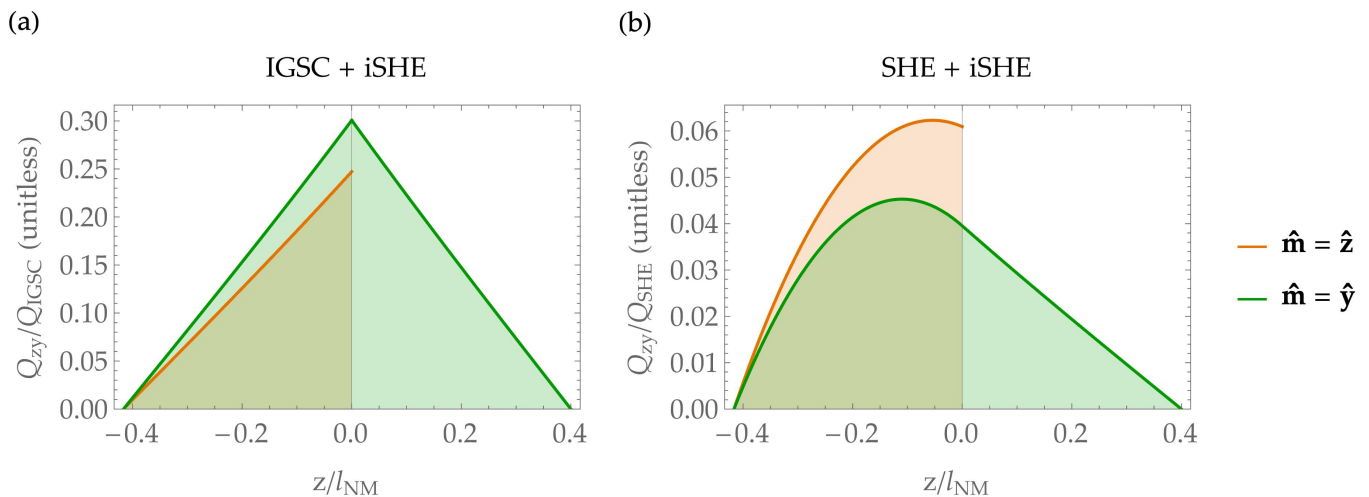 (a)
IGSC + iSHE
Q_zy/Q_IGSC (unitless)
0.30
0.25
0.20
0.15
0.10
0.05
0.00
−0.4
−0.2
0.0
0.2
0.4
z/l_NM
(b)
SHE + iSHE
Q_zy/Q_SHE (unitless)
0.06
0.05
0.04
0.03
0.02
0.01
0.00
−0.4
−0.2
0.0
0.2
0.4
z/l_NM
m̂ = ẑ
m̂ = ŷ